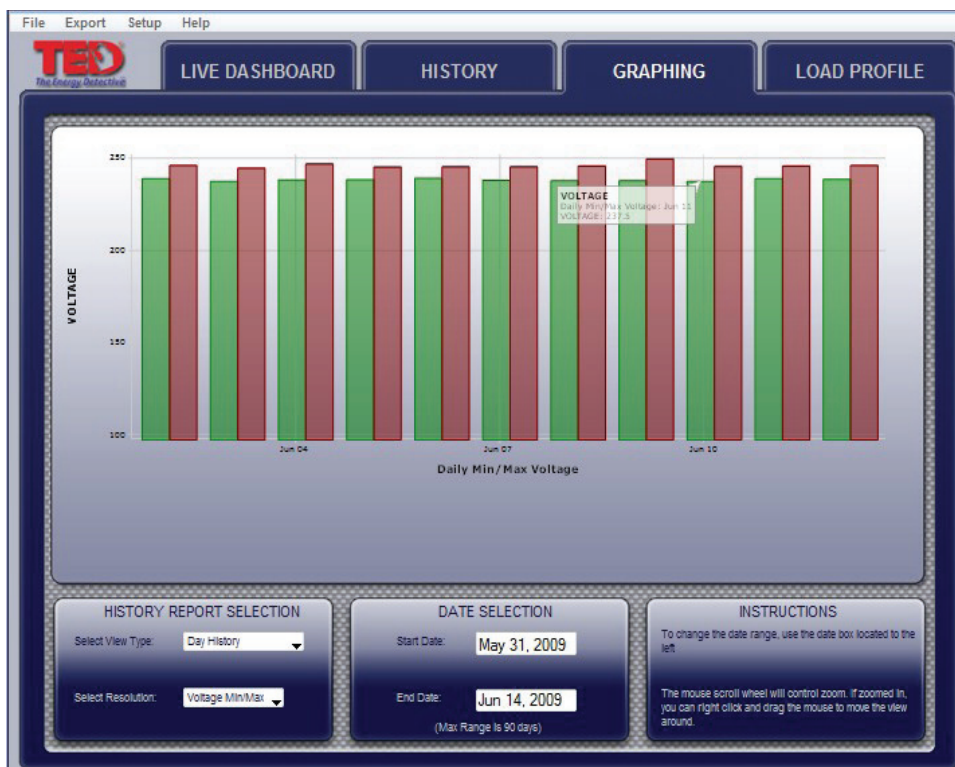 File Export Setup Help
TED
The Energy Detective
LIVE DASHBOARD HISTORY GRAPHING LOAD PROFILE
250
200
150
100
VOLTAGE
VOLTAGE
Daily Min/Max Voltage: Jun 11
VOLTAGE: 237.5
Jun 04 Jun 07 Jun 10
Daily Min/Max Voltage
HISTORY REPORT SELECTION
Select View Type: Day History
Select Resolution: Voltage Min/Max
DATE SELECTION
Start Date: May 31, 2009
End Date: Jun 14, 2009
(Max Range is 90 days)
INSTRUCTIONS
To change the date range, use the date box located to the
left
The mouse scroll wheel will control zoom. If zoomed in,
you can right click and drag the mouse to move the view
around.